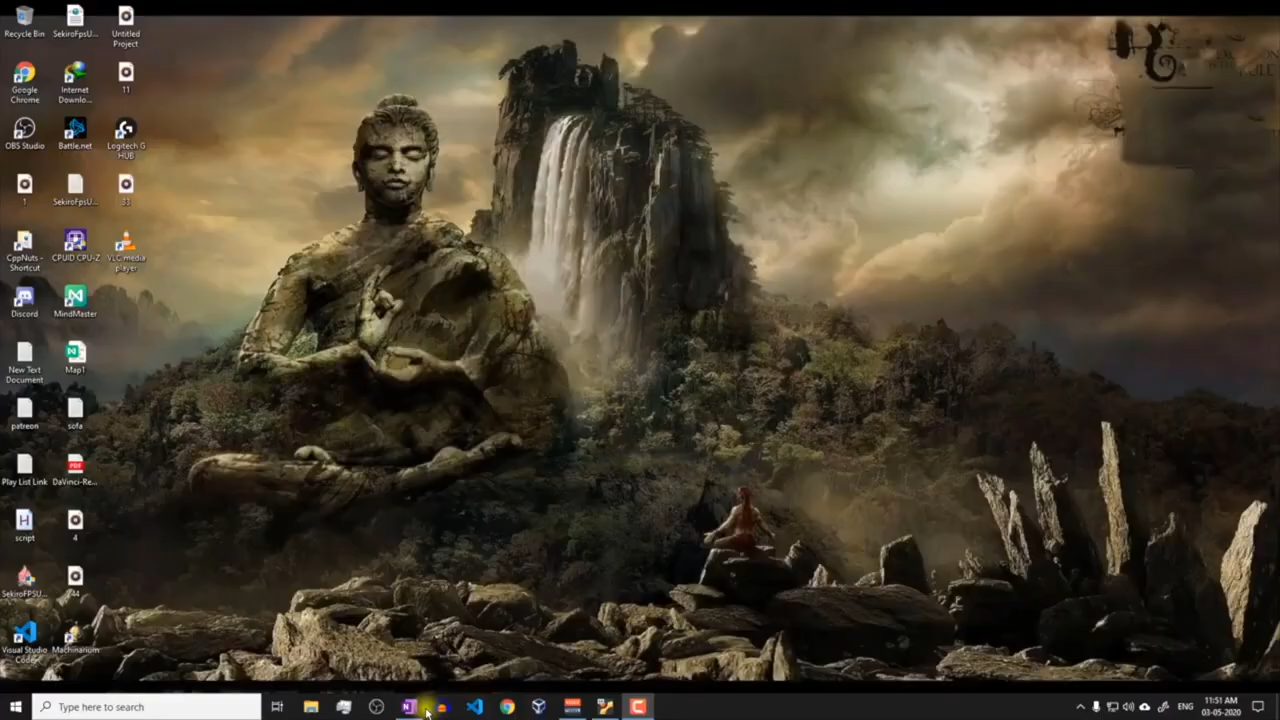 Recycle Bin
SekiroFpsU...
Untitled
Project
Google
Chrome
Internet
Downlo...
11
OBS Studio
Battle.net
Logitech G
HUB
1
SekiroFpsU...
33
CppNuts -
Shortcut
CPUID CPU-Z
VLC media
player
Discord
MindMaster
New Text
Document
Map1
patreon
sofa
Play List Link
DaVinci-Re...
script
4
SekiroFPSU...
44
Visual Studio
Code
Machinarium
Type here to search
ENG
11:51 AM
03-05-2020